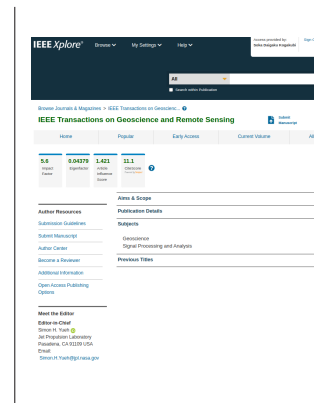 IEEE Xplore®
Browse
My Settings
Help
Access provided by:
Sign O
All
Search within Publication
Browse Journals & Magazines > IEEE Transactions on Geoscienc...
IEEE Transactions on Geoscience and Remote Sensing
Submit Manuscript
Home
Popular
Early Access
Current Volume
All
5.6
Impact
Factor
0.04379
Eigenfactor
1.421
Article
Influence
Score
11.1
CiteScore
Aims & Scope
Publication Details
Subjects
Geoscience
Signal Processing and Analysis
Previous Titles
Author Resources
Submission Guidelines
Submit Manuscript
Author Center
Become a Reviewer
Additional Information
Open Access Publishing
Options
Meet the Editor
Editor-in-Chief
Simon H. Yueh
Jet Propulsion Laboratory
Pasadena, CA 91109 USA
Email:
Simon.H.Yueh@jpl.nasa.gov